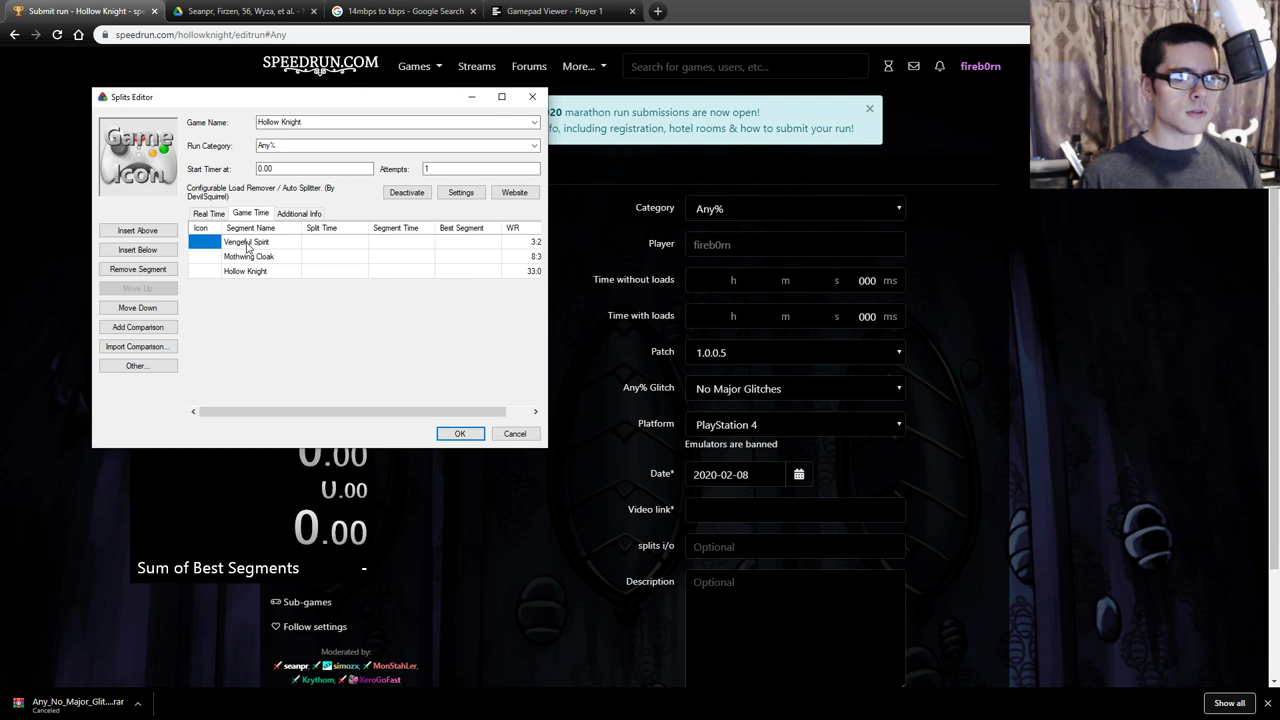 Submit run - Hollow Knight - spe
Seanpr, Firzen, 56, Wyza, et al. -
14mbps to kbps - Google Search
Gamepad Viewer - Player 1
speedrun.com/hollowknight/editrun#Any
SPEEDRUN.COM
Games
Streams
Forums
More...
Search for games, users, etc...
fireb0rn
Splits Editor
020 marathon run submissions are now open!
fo, including registration, hotel rooms & how to submit your run!
Game Icon
Game Name:
Hollow Knight
Run Category:
Any%
Start Timer at:
0.00
Attempts:
1
Configurable Load Remover / Auto Splitter. (By
DevilSquirrel)
Deactivate
Settings
Website
Real Time
Game Time
Additional Info
Icon
Segment Name
Split Time
Segment Time
Best Segment
WR
Vengeful Spirit
3:2
Mothwing Cloak
8:3
Hollow Knight
33:0
Insert Above
Insert Below
Remove Segment
Move Up
Move Down
Add Comparison
Import Comparison...
Other...
OK
Cancel
Category
Any%
Player
fireb0rn
Time without loads
h
m
s
000
ms
Time with loads
h
m
s
000
ms
Patch
1.0.0.5
Any% Glitch
No Major Glitches
Platform
PlayStation 4
Emulators are banned
Date*
2020-02-08
Video link*
splits i/o
Optional
Description
Optional
0.00
0.00
0.00
Sum of Best Segments
-
Sub-games
Follow settings
Moderated by:
seanpr, simozx, MonStahLer,
Krythom, XeroGoFast
Any_No_Major_Glit....rar
Canceled
Show all